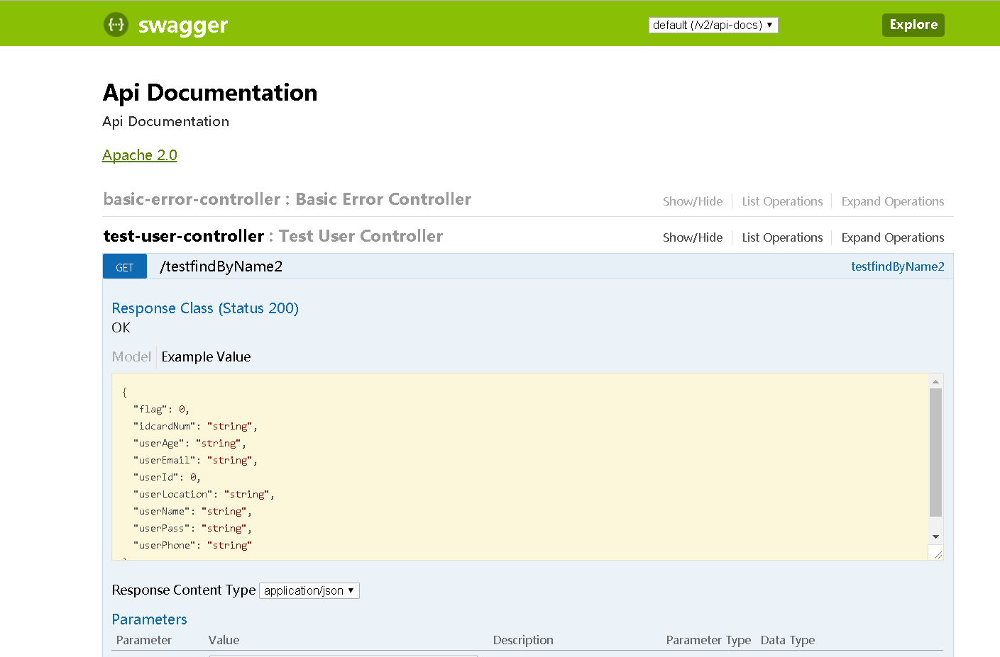 swagger
default (/v2/api-docs) ▼
Explore
Api Documentation
Api Documentation
Apache 2.0
basic-error-controller : Basic Error Controller
Show/Hide
List Operations
Expand Operations
test-user-controller : Test User Controller
Show/Hide
List Operations
Expand Operations
GET
/testfindByName2
testfindByName2
Response Class (Status 200)
OK
Model
Example Value
{
"flag": 0,
"idcardNum": "string",
"userAge": "string",
"userEmail": "string",
"userId": 0,
"userLocation": "string",
"userName": "string",
"userPass": "string",
"userPhone": "string"
Response Content Type application/json ▼
Parameters
Parameter
Value
Description
Parameter Type
Data Type